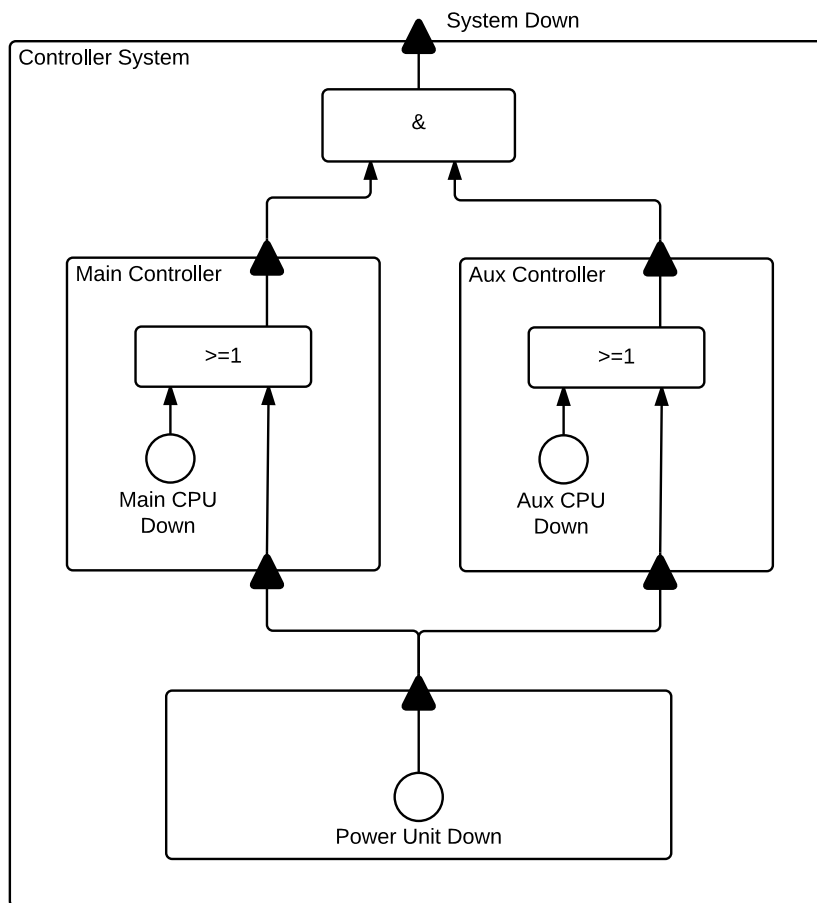 System Down
Controller System
&
Main Controller
Aux Controller
>=1
>=1
Main CPU
Down
Aux CPU
Down
Power Unit Down